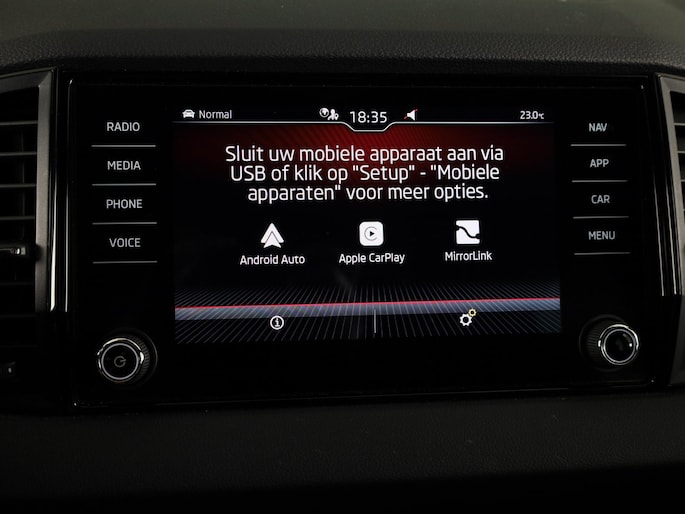 Normal 18:35 23.0°C
RADIO
MEDIA
PHONE
VOICE
Sluit uw mobiele apparaat aan via
USB of klik op "Setup" - "Mobiele
apparaten" voor meer opties.
Android Auto Apple CarPlay MirrorLink
NAV
APP
CAR
MENU